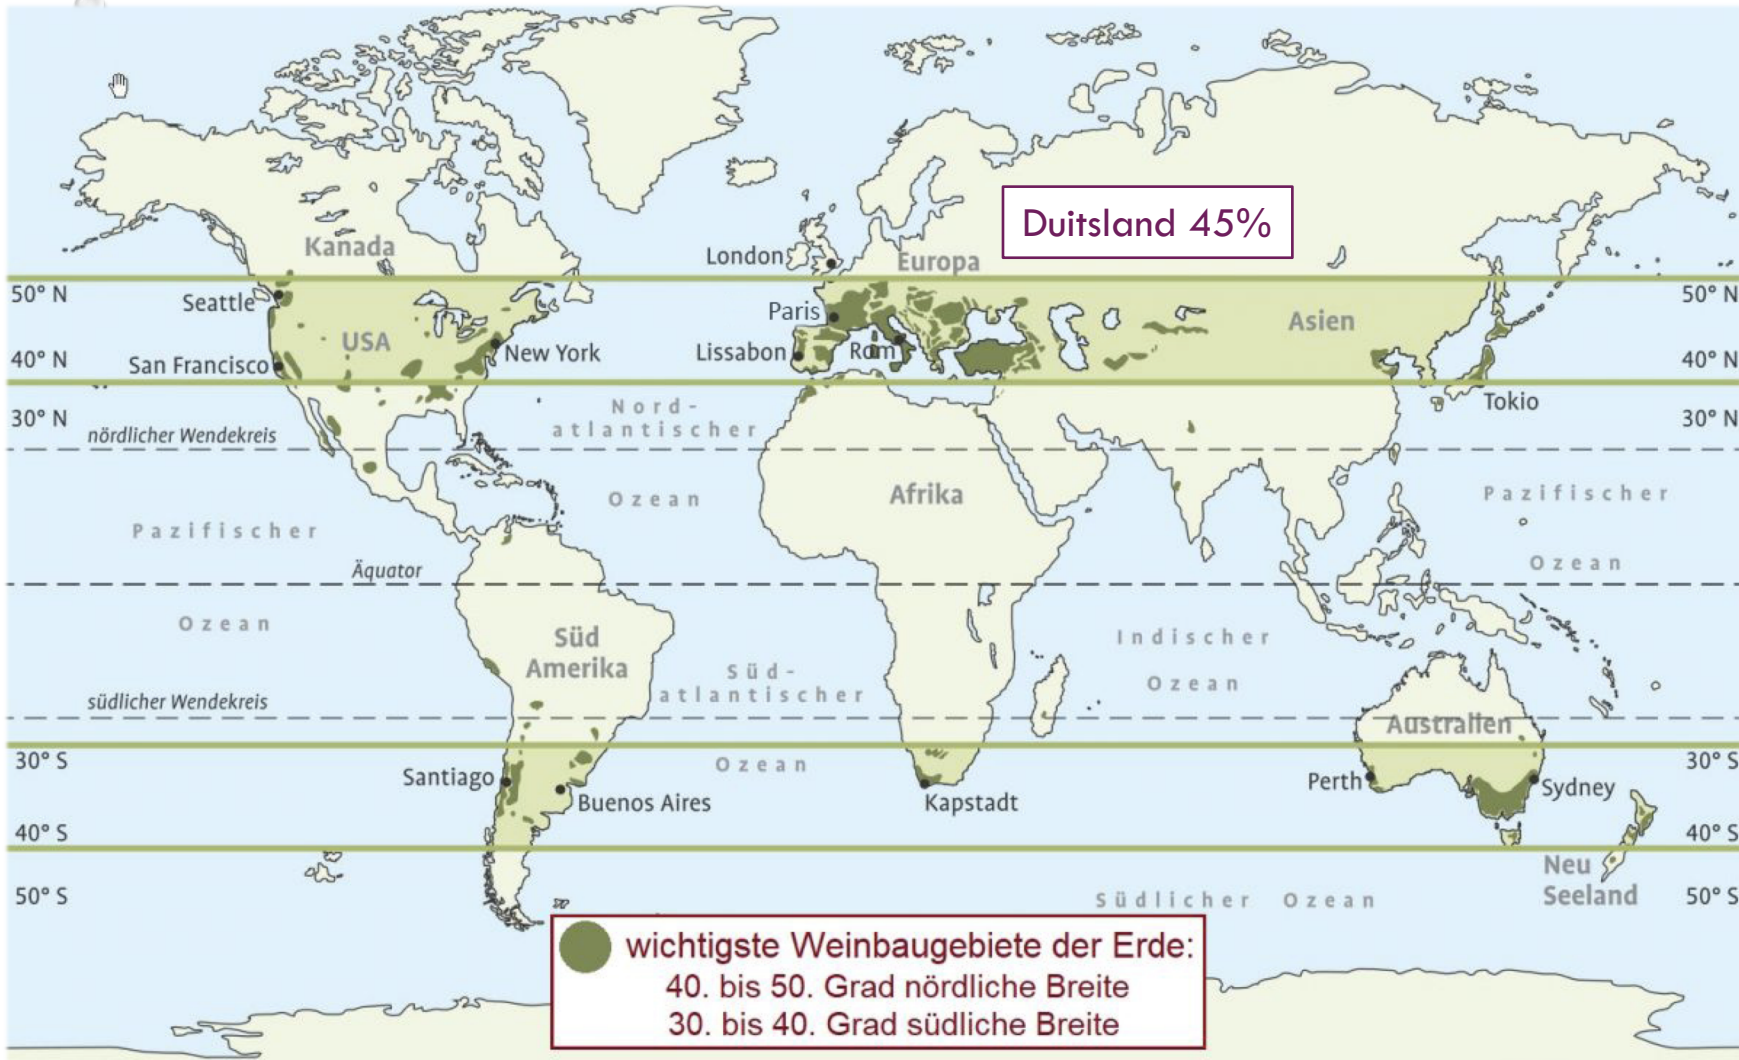 Duitsland 45%
Kanada
London
Europa
50° N
50° N
Seattle
Paris
Asien
USA
New York
Lissabon
Rom
40° N
40° N
San Francisco
Tokio
Nord-
atlantischer
Ozean
30° N
30° N
nördlicher Wendekreis
Afrika
Pazifischer
Ozean
Pazifischer
Ozean
Äquator
Süd
Amerika
Indischer
Ozean
Süd-
atlantischer
Ozean
südlicher Wendekreis
Australien
30° S
30° S
Santiago
Buenos Aires
Kapstadt
Perth
Sydney
40° S
40° S
Neu
Seeland
50° S
50° S
Südlicher Ozean
wichtigste Weinbaugebiete der Erde:
40. bis 50. Grad nördliche Breite
30. bis 40. Grad südliche Breite